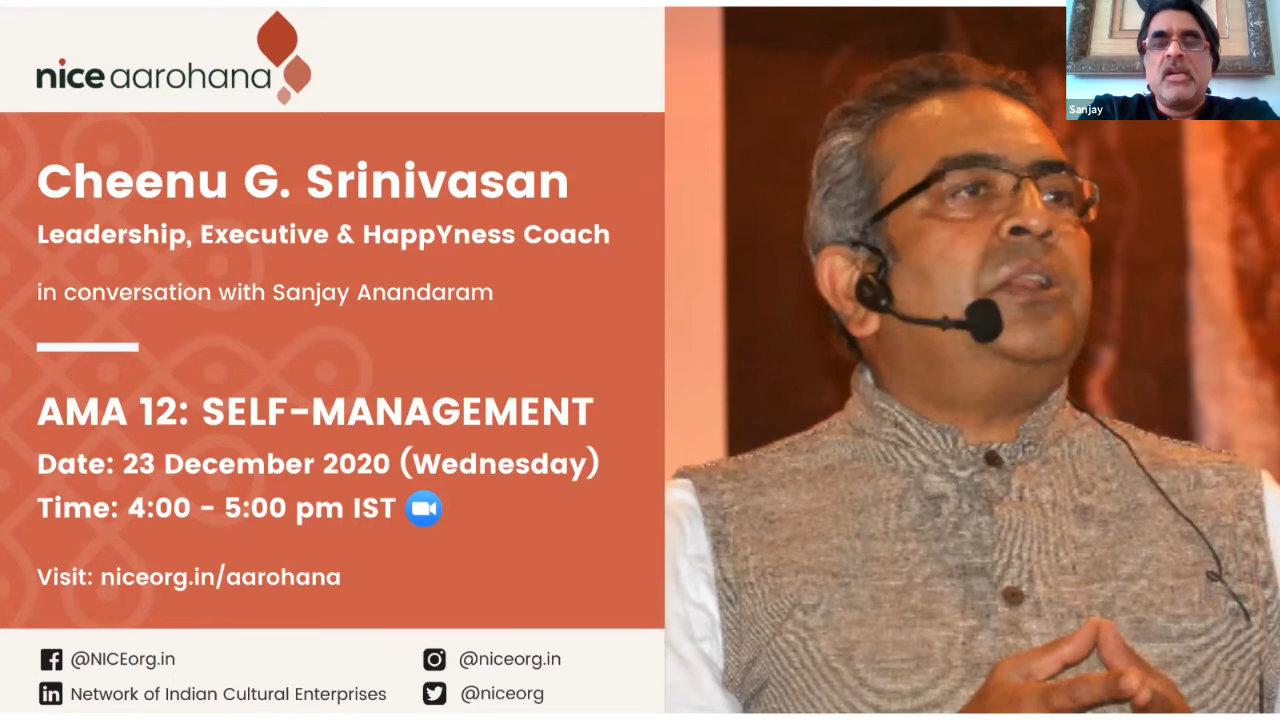 nice aarohana
Cheenu G. Srinivasan
Leadership, Executive & HappYness Coach
in conversation with Sanjay Anandaram
AMA 12: SELF-MANAGEMENT
Date: 23 December 2020 (Wednesday)
Time: 4:00 - 5:00 pm IST
Visit: niceorg.in/aarohana
@NICEorg.in
@niceorg.in
Network of Indian Cultural Enterprises
@niceorg
Sanjay